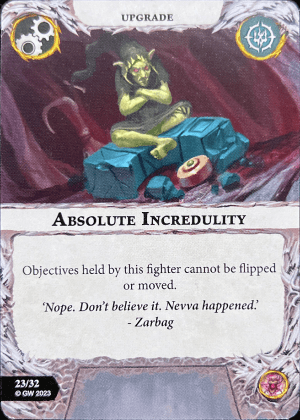 UPGRADE
ABSOLUTE INCREDULITY
Objectives held by this fighter cannot be flipped
or moved.
'Nope. Don't believe it. Nevva happened.'
- Zarbag
23/32
© GW 2023